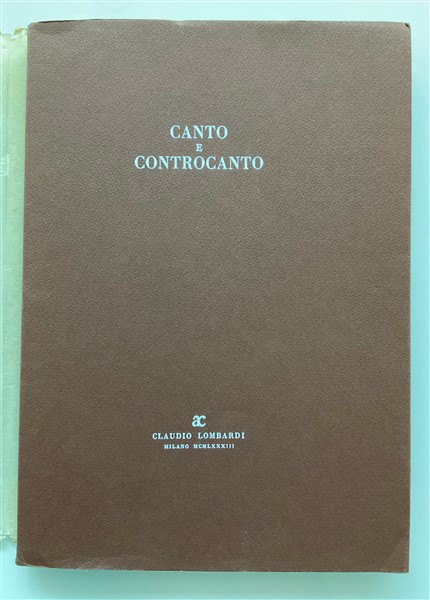 CANTO
E
CONTROCANTO
ac
CLAUDIO LOMBARDI
MILANO MCMLXXXIII